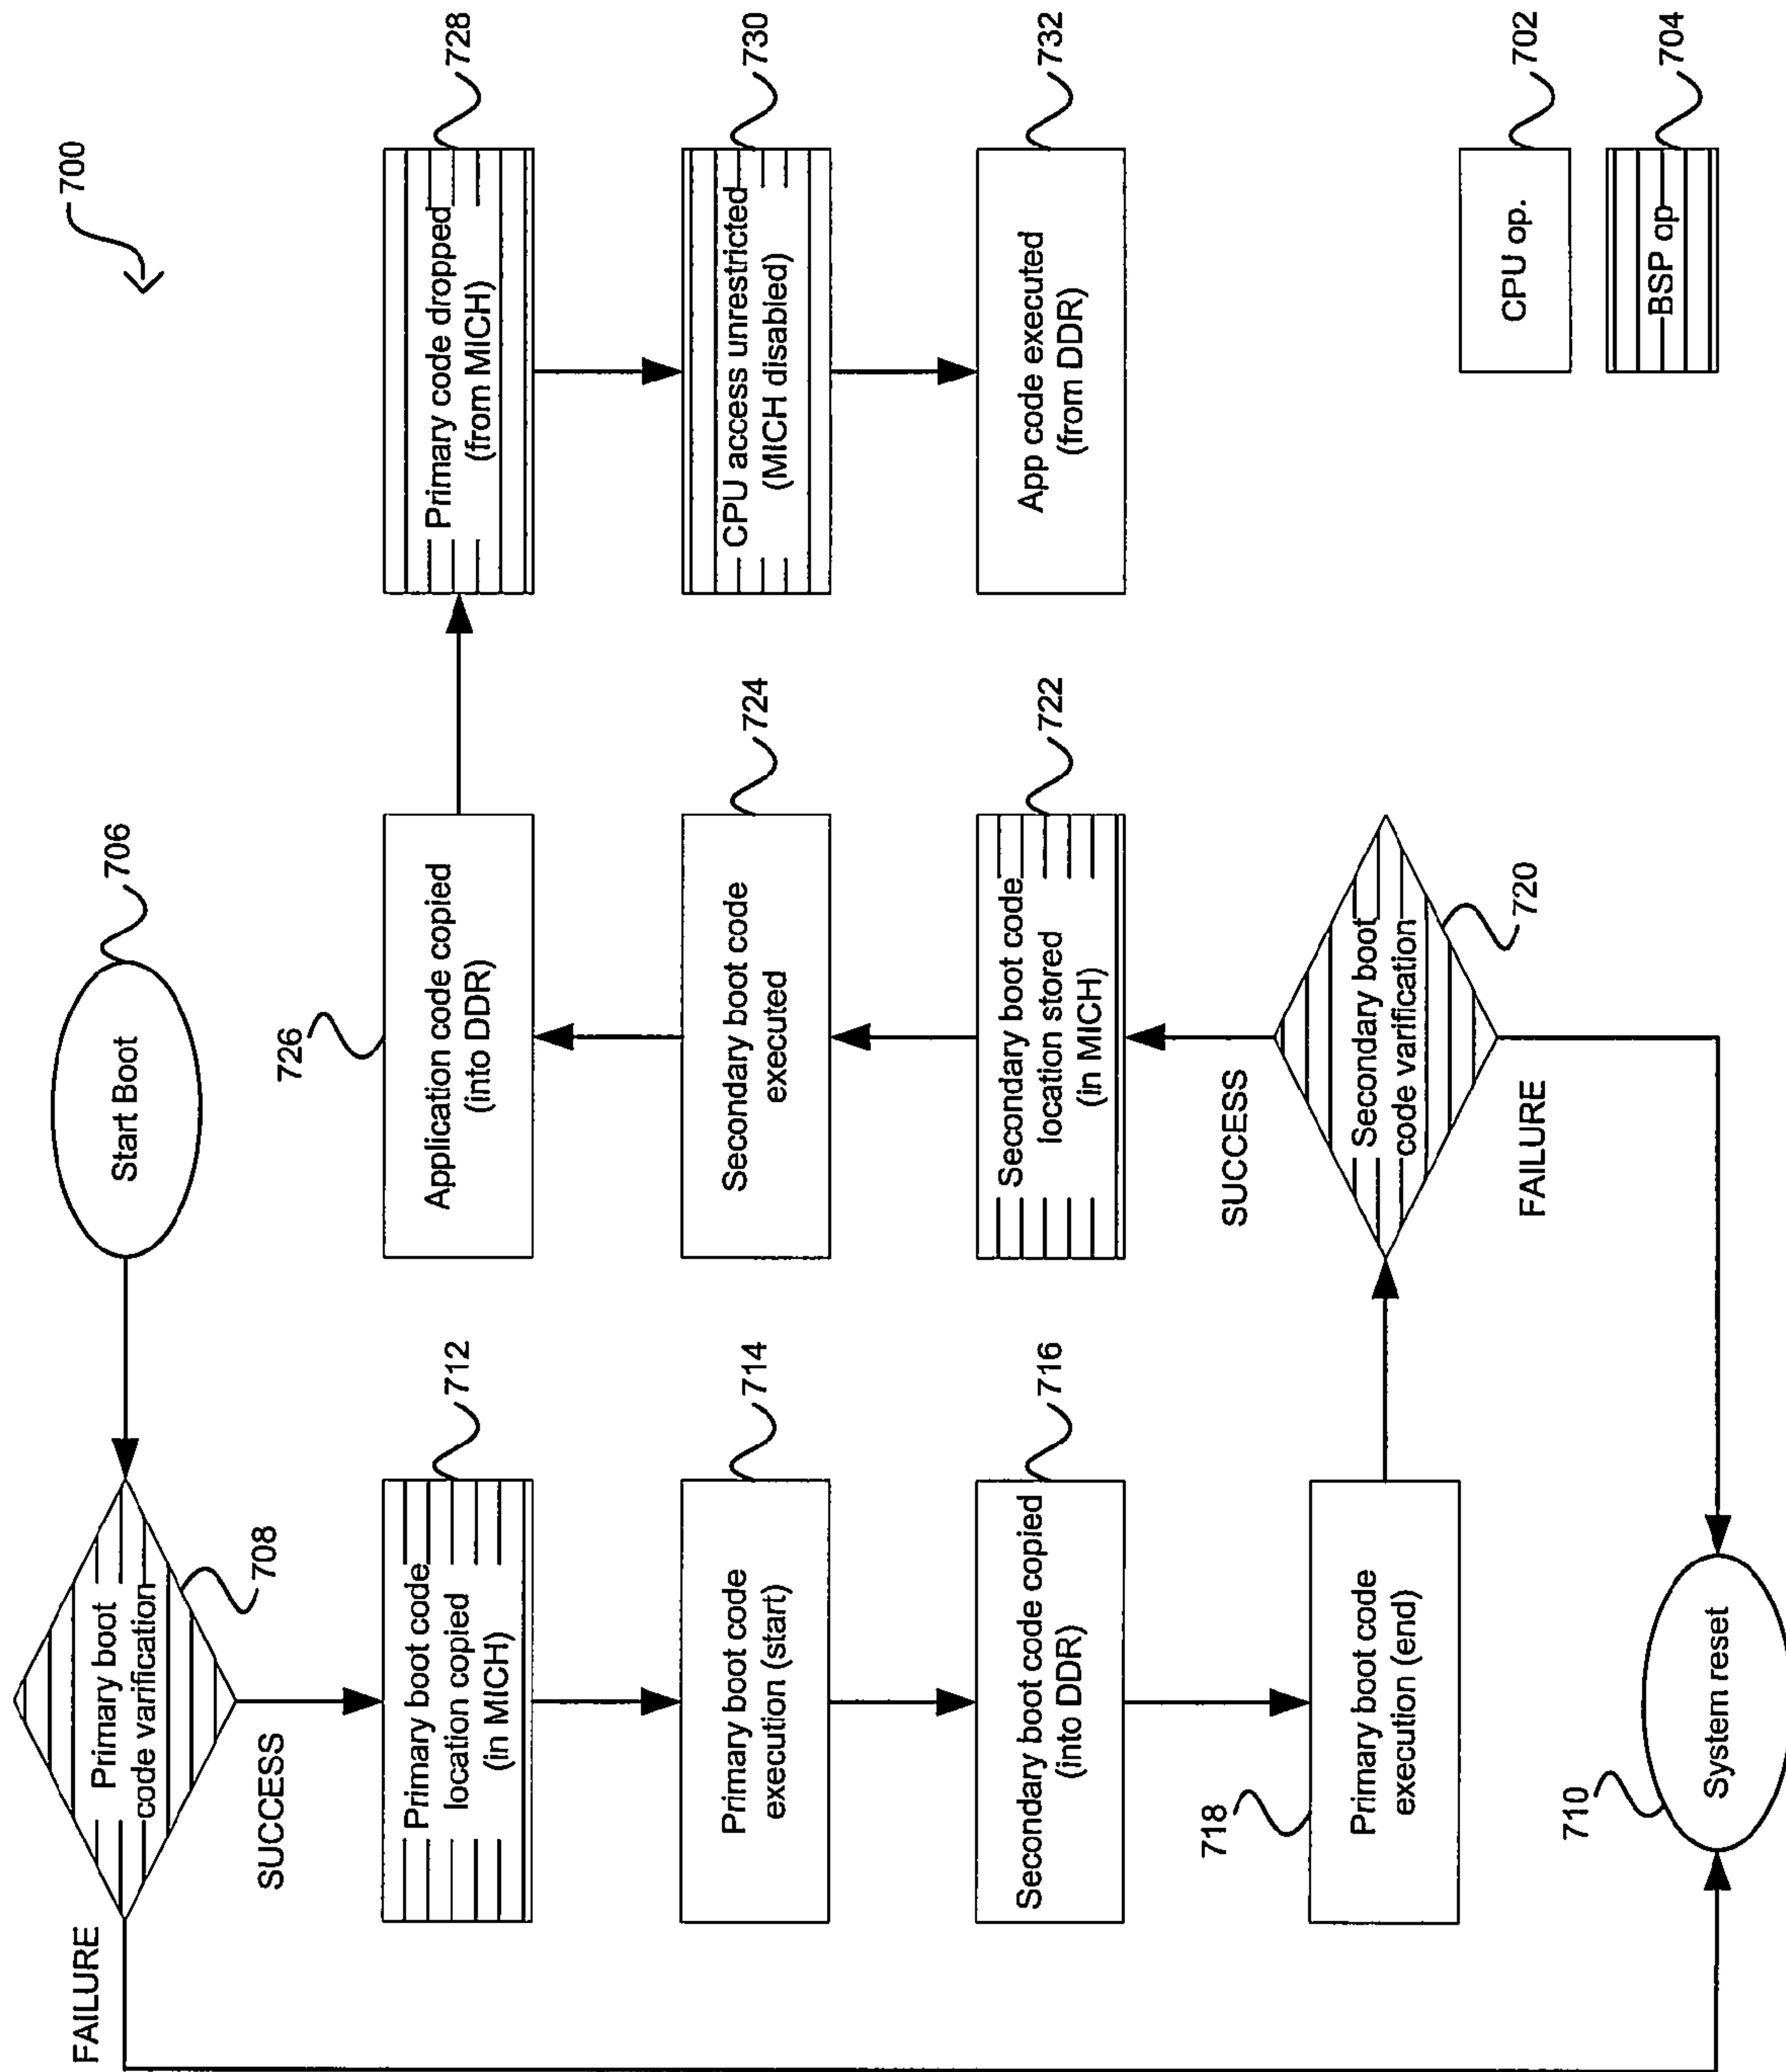 700
Start Boot
706
Primary boot
code varification
708
FAILURE
SUCCESS
Primary boot code
location copied
(in MICH)
712
Primary boot code
execution (start)
714
Secondary boot code copied
(into DDR)
716
Primary boot code
execution (end)
718
System reset
710
Secondary boot
code varification
720
SUCCESS
FAILURE
Secondary boot code
location stored
(in MICH)
722
Secondary boot code
executed
724
Application code copied
(into DDR)
726
Primary code dropped
(from MICH)
728
CPU access unrestricted
(MICH disabled)
730
App code executed
(from DDR)
732
CPU op.
702
BSP op
704